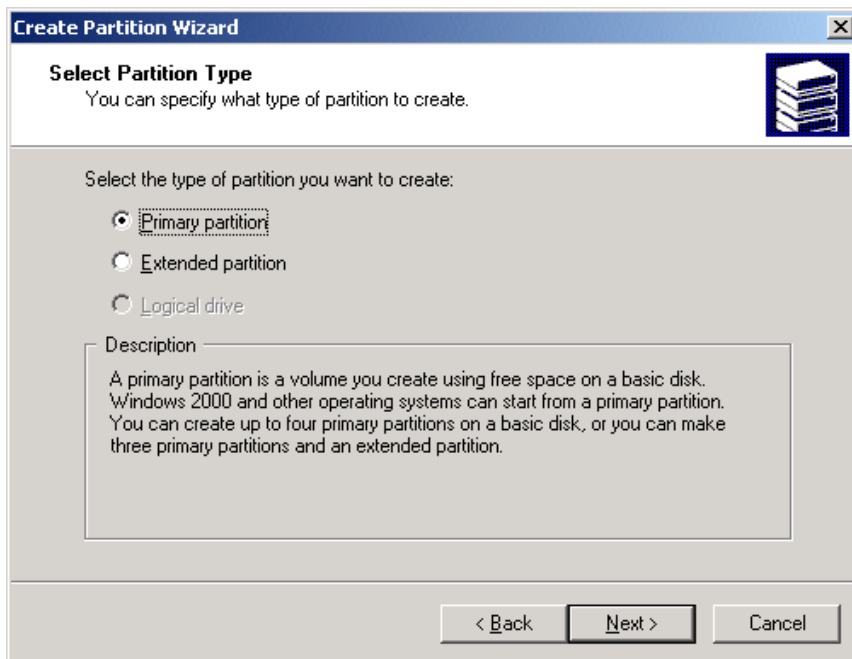 Create Partition Wizard
Select Partition Type
You can specify what type of partition to create.
Select the type of partition you want to create:
Primary partition
Extended partition
Logical drive
Description
A primary partition is a volume you create using free space on a basic disk.
Windows 2000 and other operating systems can start from a primary partition.
You can create up to four primary partitions on a basic disk, or you can make
three primary partitions and an extended partition.
< Back Next > Cancel